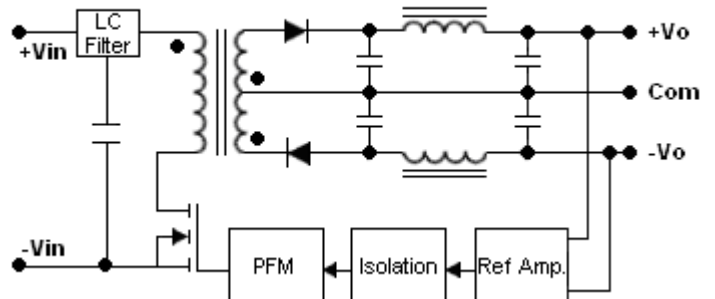 LC
Filter
+Vin
+Vo
Com
-Vo
-Vin
PFM
Isolation
Ref Amp.